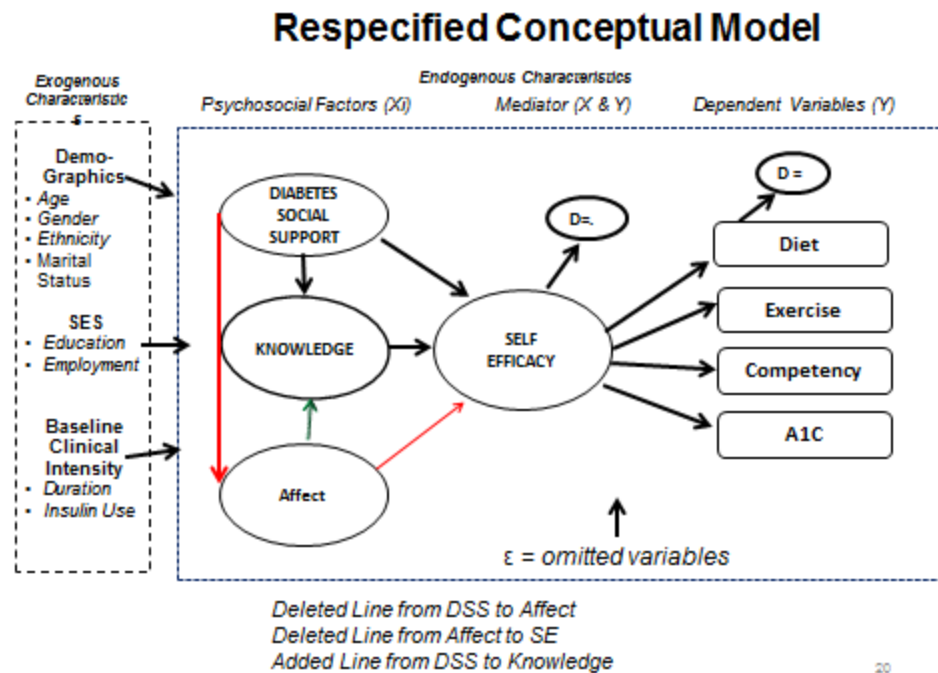 Respecified Conceptual Model
Exogenous
Characteristic
s
Endogenous Characteristics
Psychosocial Factors (Xi)
Mediator (X & Y)
Dependent Variables (Y)
Demo-
Graphics
• Age
• Gender
• Ethnicity
• Marital
Status
SES
• Education
• Employment
Baseline
Clinical
Intensity
• Duration
• Insulin Use
DIABETES
SOCIAL
SUPPORT
KNOWLEDGE
Affect
D=.
SELF
EFFICACY
D =
Diet
Exercise
Competency
A1C
ε = omitted variables
Deleted Line from DSS to Affect
Deleted Line from Affect to SE
Added Line from DSS to Knowledge
20